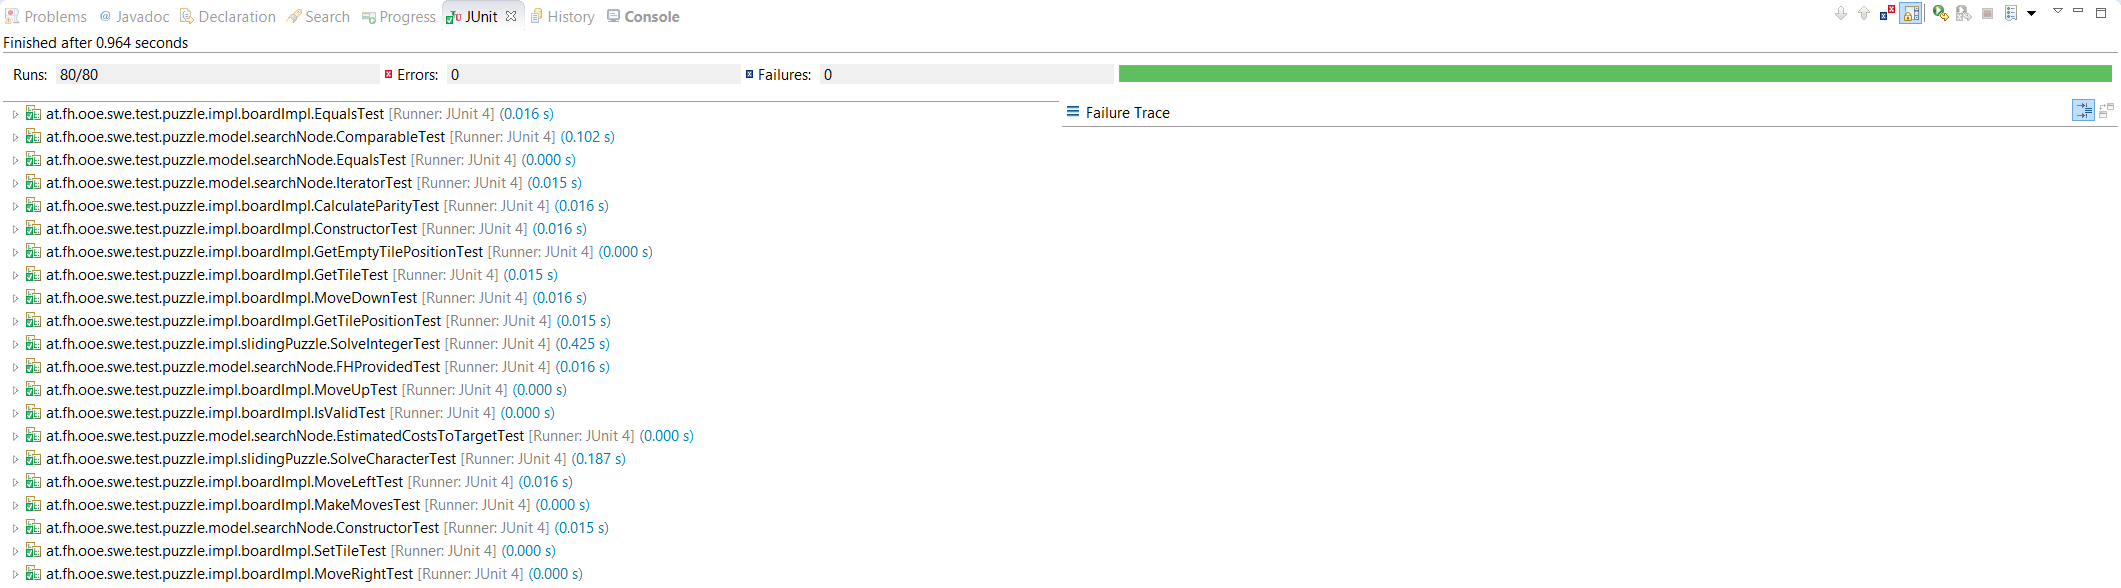 Problems @ Javadoc Declaration Search Progress JUnit History Console
Finished after 0.964 seconds
Runs: 80/80 Errors: 0 Failures: 0
at.fh.ooe.swe.test.puzzle.impl.boardImpl.EqualsTest [Runner: JUnit 4] (0.016 s)
Failure Trace
at.fh.ooe.swe.test.puzzle.model.searchNode.ComparableTest [Runner: JUnit 4] (0.102 s)
at.fh.ooe.swe.test.puzzle.model.searchNode.EqualsTest [Runner: JUnit 4] (0.000 s)
at.fh.ooe.swe.test.puzzle.model.searchNode.IteratorTest [Runner: JUnit 4] (0.015 s)
at.fh.ooe.swe.test.puzzle.impl.boardImpl.CalculateParityTest [Runner: JUnit 4] (0.016 s)
at.fh.ooe.swe.test.puzzle.impl.boardImpl.ConstructorTest [Runner: JUnit 4] (0.016 s)
at.fh.ooe.swe.test.puzzle.impl.boardImpl.GetEmptyTilePositionTest [Runner: JUnit 4] (0.000 s)
at.fh.ooe.swe.test.puzzle.impl.boardImpl.GetTileTest [Runner: JUnit 4] (0.015 s)
at.fh.ooe.swe.test.puzzle.impl.boardImpl.MoveDownTest [Runner: JUnit 4] (0.016 s)
at.fh.ooe.swe.test.puzzle.impl.boardImpl.GetTilePositionTest [Runner: JUnit 4] (0.015 s)
at.fh.ooe.swe.test.puzzle.impl.slidingPuzzle.SolveIntegerTest [Runner: JUnit 4] (0.425 s)
at.fh.ooe.swe.test.puzzle.model.searchNode.FHProvidedTest [Runner: JUnit 4] (0.016 s)
at.fh.ooe.swe.test.puzzle.impl.boardImpl.MoveUpTest [Runner: JUnit 4] (0.000 s)
at.fh.ooe.swe.test.puzzle.impl.boardImpl.IsValidTest [Runner: JUnit 4] (0.000 s)
at.fh.ooe.swe.test.puzzle.model.searchNode.EstimatedCostsToTargetTest [Runner: JUnit 4] (0.000 s)
at.fh.ooe.swe.test.puzzle.impl.slidingPuzzle.SolveCharacterTest [Runner: JUnit 4] (0.187 s)
at.fh.ooe.swe.test.puzzle.impl.boardImpl.MoveLeftTest [Runner: JUnit 4] (0.016 s)
at.fh.ooe.swe.test.puzzle.impl.boardImpl.MakeMovesTest [Runner: JUnit 4] (0.000 s)
at.fh.ooe.swe.test.puzzle.model.searchNode.ConstructorTest [Runner: JUnit 4] (0.015 s)
at.fh.ooe.swe.test.puzzle.impl.boardImpl.SetTileTest [Runner: JUnit 4] (0.000 s)
at.fh.ooe.swe.test.puzzle.impl.boardImpl.MoveRightTest [Runner: JUnit 4] (0.000 s)